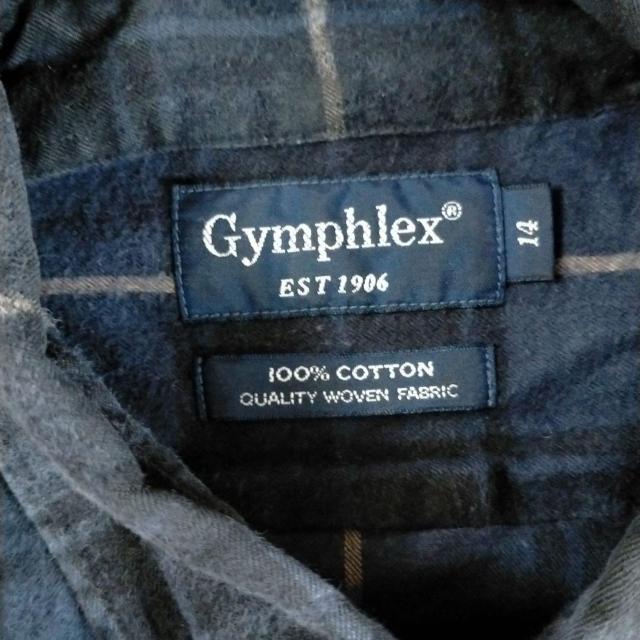 Gymphlex®
EST 1906
14
100% COTTON
QUALITY WOVEN FABRIC